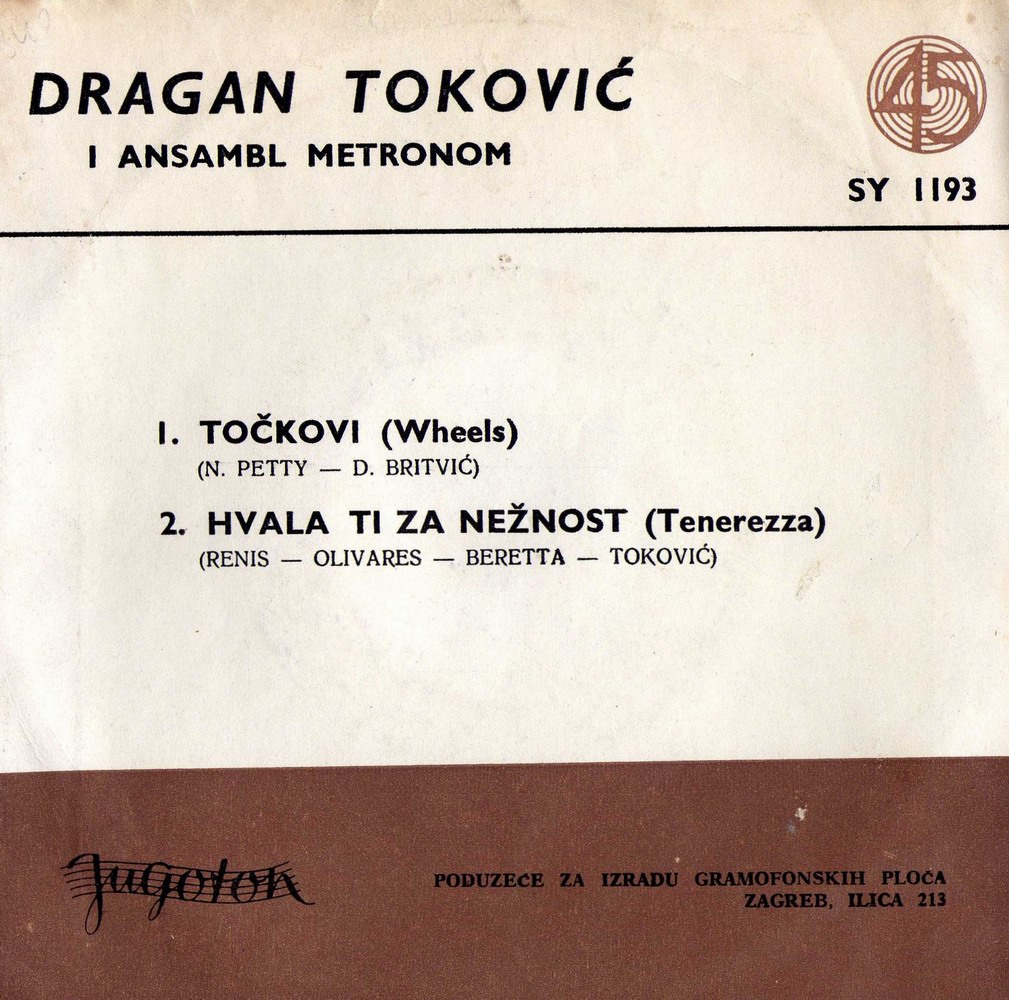 DRAGAN TOKOVIĆ
I ANSAMBL METRONOM
45
SY 1193
1. TOČKOVI (Wheels)
(N. PETTY — D. BRITVIĆ)
2. HVALA TI ZA NEŽNOST (Tenerezza)
(RENIS — OLIVARES — BERETTA — TOKOVIĆ)
Jugoton
PODUZEĆE ZA IZRADU GRAMOFONSKIH PLOČA
ZAGREB, ILICA 213